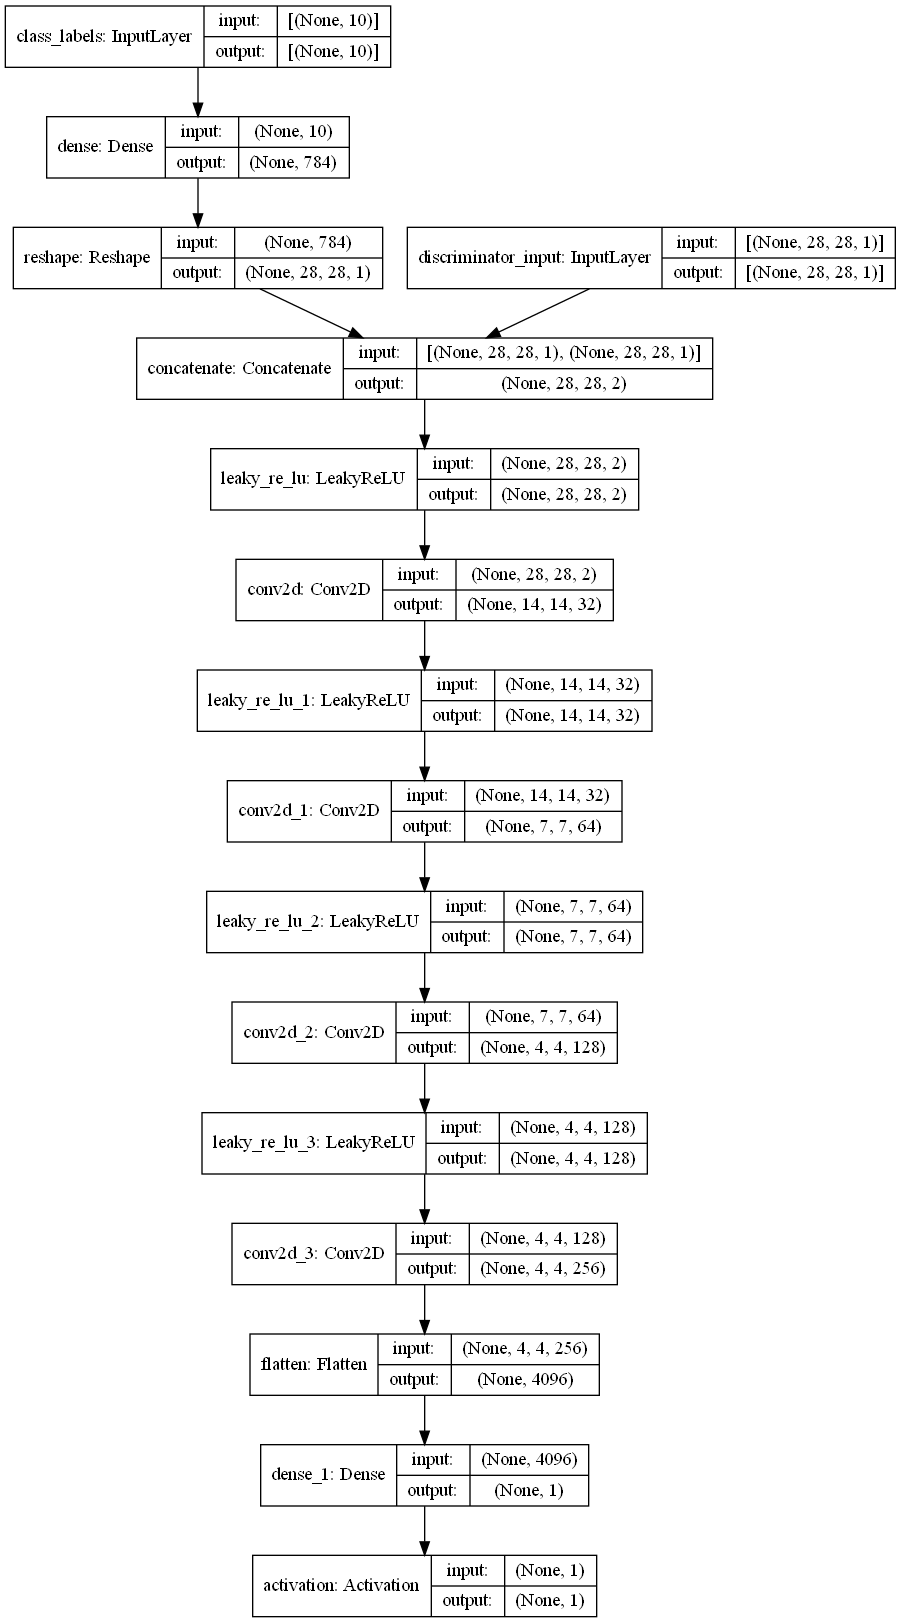 class_labels: InputLayer
input: [(None, 10)]
output: [(None, 10)]
dense: Dense
input: (None, 10)
output: (None, 784)
reshape: Reshape
input: (None, 784)
output: (None, 28, 28, 1)
discriminator_input: InputLayer
input: [(None, 28, 28, 1)]
output: [(None, 28, 28, 1)]
concatenate: Concatenate
input: [(None, 28, 28, 1), (None, 28, 28, 1)]
output: (None, 28, 28, 2)
leaky_re_lu: LeakyReLU
input: (None, 28, 28, 2)
output: (None, 28, 28, 2)
conv2d: Conv2D
input: (None, 28, 28, 2)
output: (None, 14, 14, 32)
leaky_re_lu_1: LeakyReLU
input: (None, 14, 14, 32)
output: (None, 14, 14, 32)
conv2d_1: Conv2D
input: (None, 14, 14, 32)
output: (None, 7, 7, 64)
leaky_re_lu_2: LeakyReLU
input: (None, 7, 7, 64)
output: (None, 7, 7, 64)
conv2d_2: Conv2D
input: (None, 7, 7, 64)
output: (None, 4, 4, 128)
leaky_re_lu_3: LeakyReLU
input: (None, 4, 4, 128)
output: (None, 4, 4, 128)
conv2d_3: Conv2D
input: (None, 4, 4, 128)
output: (None, 4, 4, 256)
flatten: Flatten
input: (None, 4, 4, 256)
output: (None, 4096)
dense_1: Dense
input: (None, 4096)
output: (None, 1)
activation: Activation
input: (None, 1)
output: (None, 1)